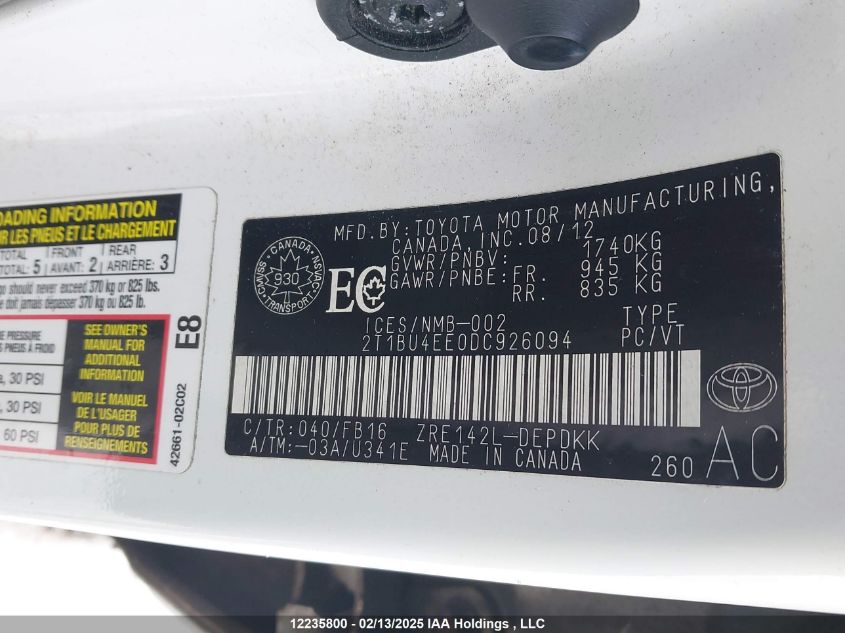 MFD.BY:TOYOTA MOTOR MANUFACTURING,
CANADA, INC.08/12
GVWR/PNBV: 1740KG
GAWR/PNBE:FR. 945 KG
RR. 835 KG
CANADA
CMVSS
930
NSVAC
TRANSPORT
EC
ICES/NMB-002
2T1BU4EE0DC926094
TYPE
PC/VT
C/TR:040/FB16 ZRE142L-DEPDKK
A/TM:-03A/U341E MADE IN CANADA
260 AC
LOADING INFORMATION
LES PNEUS ET LE CHARGEMENT
TOTAL FRONT REAR
TOTAL: 5 AVANT: 2 ARRIÈRE: 3
should never exceed 370 kg or 825 lbs.
doit jamais dépasser 370 kg ou 825 lb.
PRESSURE
PNEUS À FROID
30 PSI
30 PSI
60 PSI
SEE OWNER'S
MANUAL FOR
ADDITIONAL
INFORMATION
VOIR LE MANUEL
DE L'USAGER
POUR PLUS DE
RENSEIGNEMENTS
E8
42661-02C02
12235800 - 02/13/2025 IAA Holdings , LLC